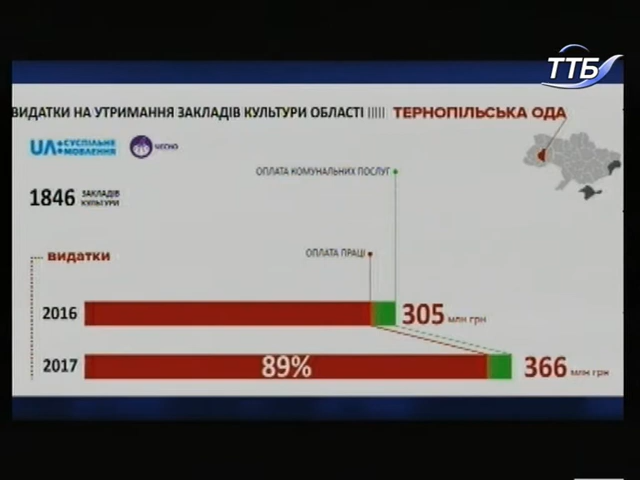 ТТБ
ВИДАТКИ НА УТРИМАННЯ ЗАКЛАДІВ КУЛЬТУРИ ОБЛАСТІ ||||| ТЕРНОПІЛЬСЬКА ОДА
UA:СУСПІЛЬНЕ
МОВЛЕННЯ
ЧЕСНО
ОПЛАТА КОМУНАЛЬНИХ ПОСЛУГ
1846 ЗАКЛАДІВ
КУЛЬТУРИ
видатки
ОПЛАТА ПРАЦІ
2016 305 млн грн
2017 89% 366 млн грн